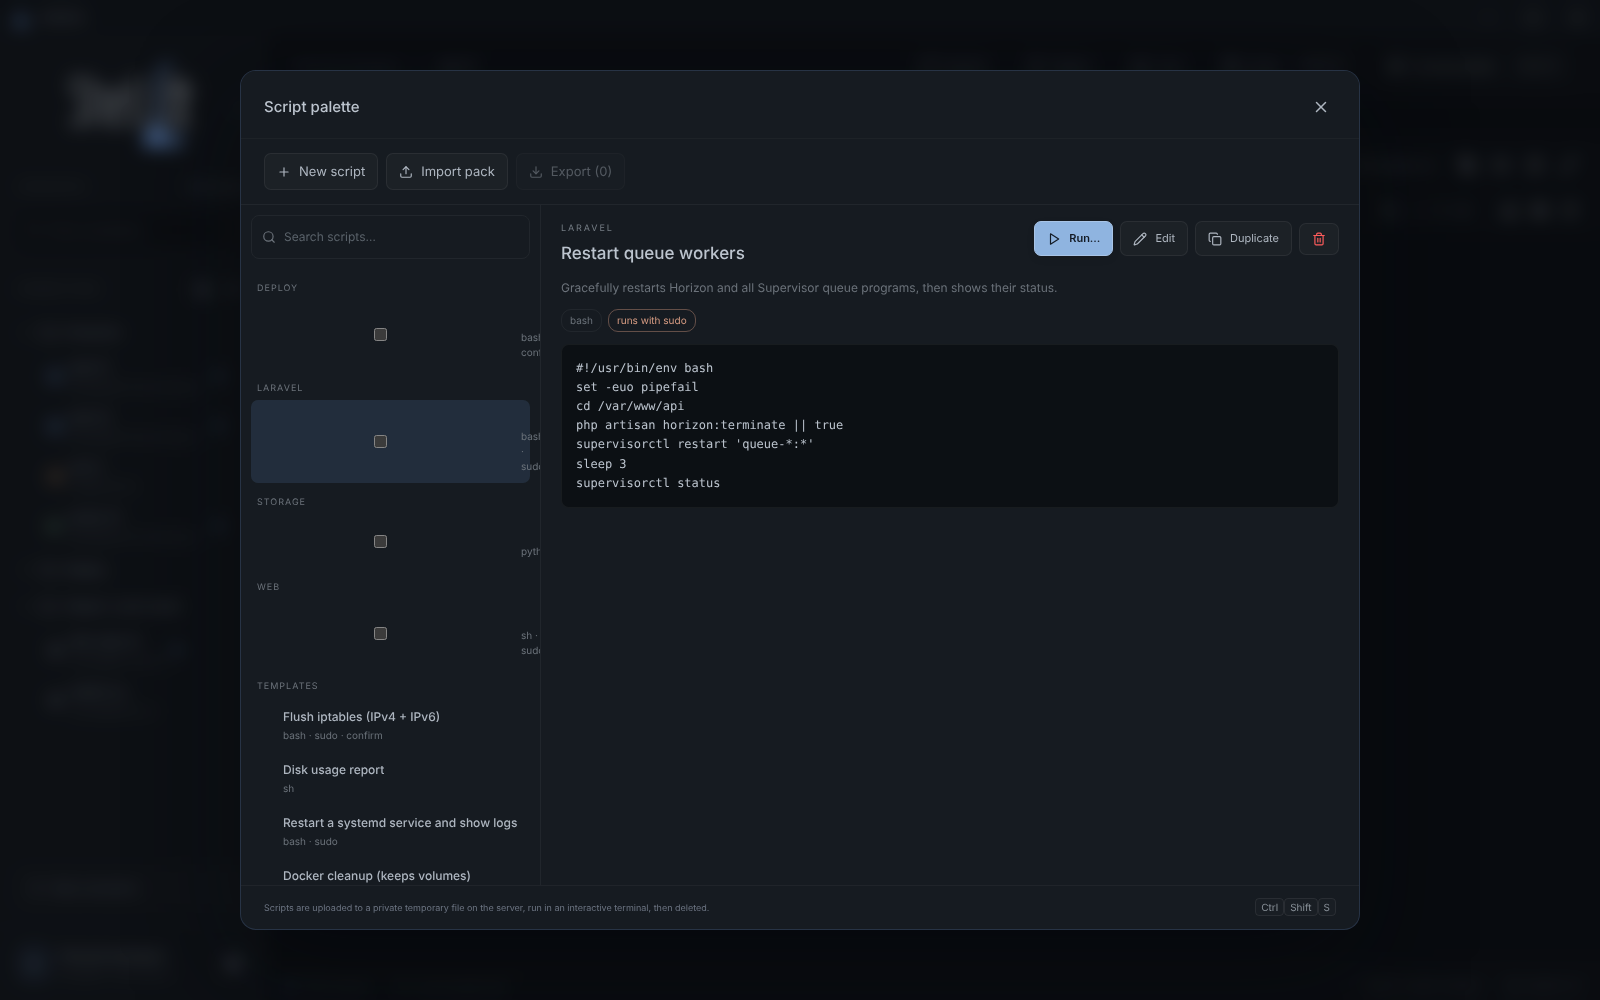 Script palette
New script
Import pack
Export (0)
Search scripts...
DEPLOY
LARAVEL
bash
·
STORAGE
WEB
sh ·
TEMPLATES
Flush iptables (IPv4 + IPv6)
bash · sudo · confirm
Disk usage report
sh
Restart a systemd service and show logs
bash · sudo
Docker cleanup (keeps volumes)
LARAVEL
Restart queue workers
Run...
Edit
Duplicate
Gracefully restarts Horizon and all Supervisor queue programs, then shows their status.
bash
runs with sudo
#!/usr/bin/env bash
set -euo pipefail
cd /var/www/api
php artisan horizon:terminate || true
supervisorctl restart 'queue-*:*'
sleep 3
supervisorctl status
Scripts are uploaded to a private temporary file on the server, run in an interactive terminal, then deleted.
Ctrl Shift S